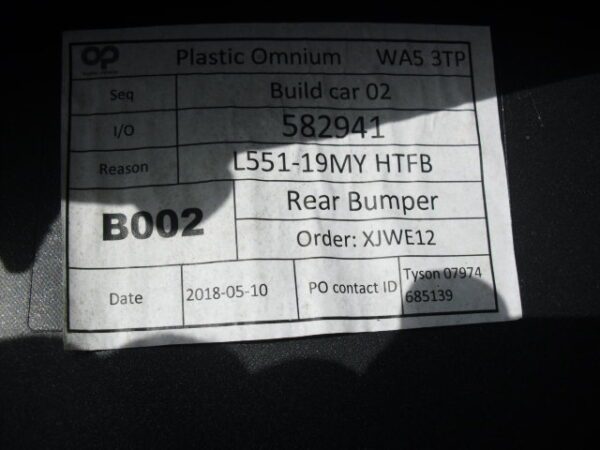 OP Plastic Omnium WA5 3TP
Seq Build car 02
I/O 582941
Reason L551-19MY HTFB
B002 Rear Bumper
Order: XJWE12
Date 2018-05-10 PO contact ID Tyson 07974
685139